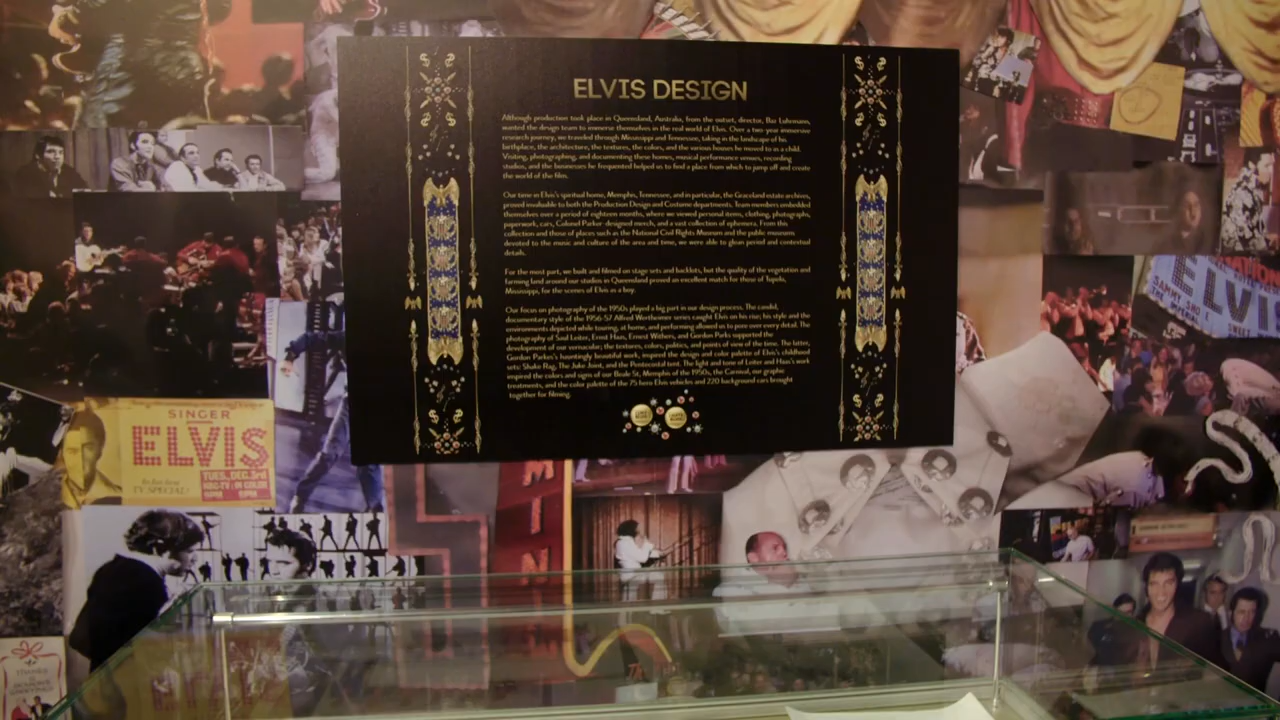 ELVIS DESIGN
Although production took place in Queensland, Australia, from the outset, director, Baz Luhrmann,
wanted the design team to immerse themselves in the real world of Elvis. Over a two year immersive
research journey, we traveled through Mississippi and Tennessee, taking in the landscape of his
birthplace, the architecture, the textures, the colors, and the various houses he moved to in a child.
Visiting, photographing, and documenting these homes, musical performance venues, recording
studios, and the businesses he frequented helped us to find a place from which to jump off and create
the world of the film.
Our time in Elvis's spiritual home, Memphis, Tennessee, and in particular, the Graceland estate archives,
proved invaluable to both the Production Design and Costume departments. Team members embedded
themselves over a period of eighteen months, where we viewed personal items, clothing, photographs,
paperwork, cars, Colonel Parker-designed merch, and a vast collection of ephemera. From this
collection and those of places such as the National Civil Rights Museum and the public museums
devoted to the music and culture of the area and time, we were able to glean period and contextual
details.
For the most part, we built and filmed on stage sets and backlots, but the quality of the vegetation and
farming land around our studios in Queensland proved an excellent match for those of Tupelo,
Mississippi, for the scenes of Elvis as a boy.
Our focus on photography of the 1950s played a big part in our design process. The candid,
documentary style of the 1956-57 Alfred Wertheimer series caught Elvis on his rise; his style and the
environments depicted while touring, at home, and performing allowed us to pore over every detail. The
photography of Saul Leiter, Ernst Haas, Ernest Withers, and Gordon Parks supported the
development of our vernacular; the textures, colors, politics, and points of view of the time. The latter,
Gordon Parks's hauntingly beautiful work, inspired the design and color palette of Elvis's childhood
sets: Shake Rag, The Juke Joint, and the Pentecostal tent. The light and tone of Leiter and Haas's work
inspired the colors and signs of our Beale St, Memphis of the 1950s, the Carnival, our graphic
treatments, and the color palette of the 75 hero Elvis vehicles and 220 background cars brought
together for filming.
SINGER
ELVIS
TUES., DEC. 3RD
NBC-TV IN COLOR
TV SPECIAL!
NATION
ELVIS
SAMMY SHO
SWEET
MIN